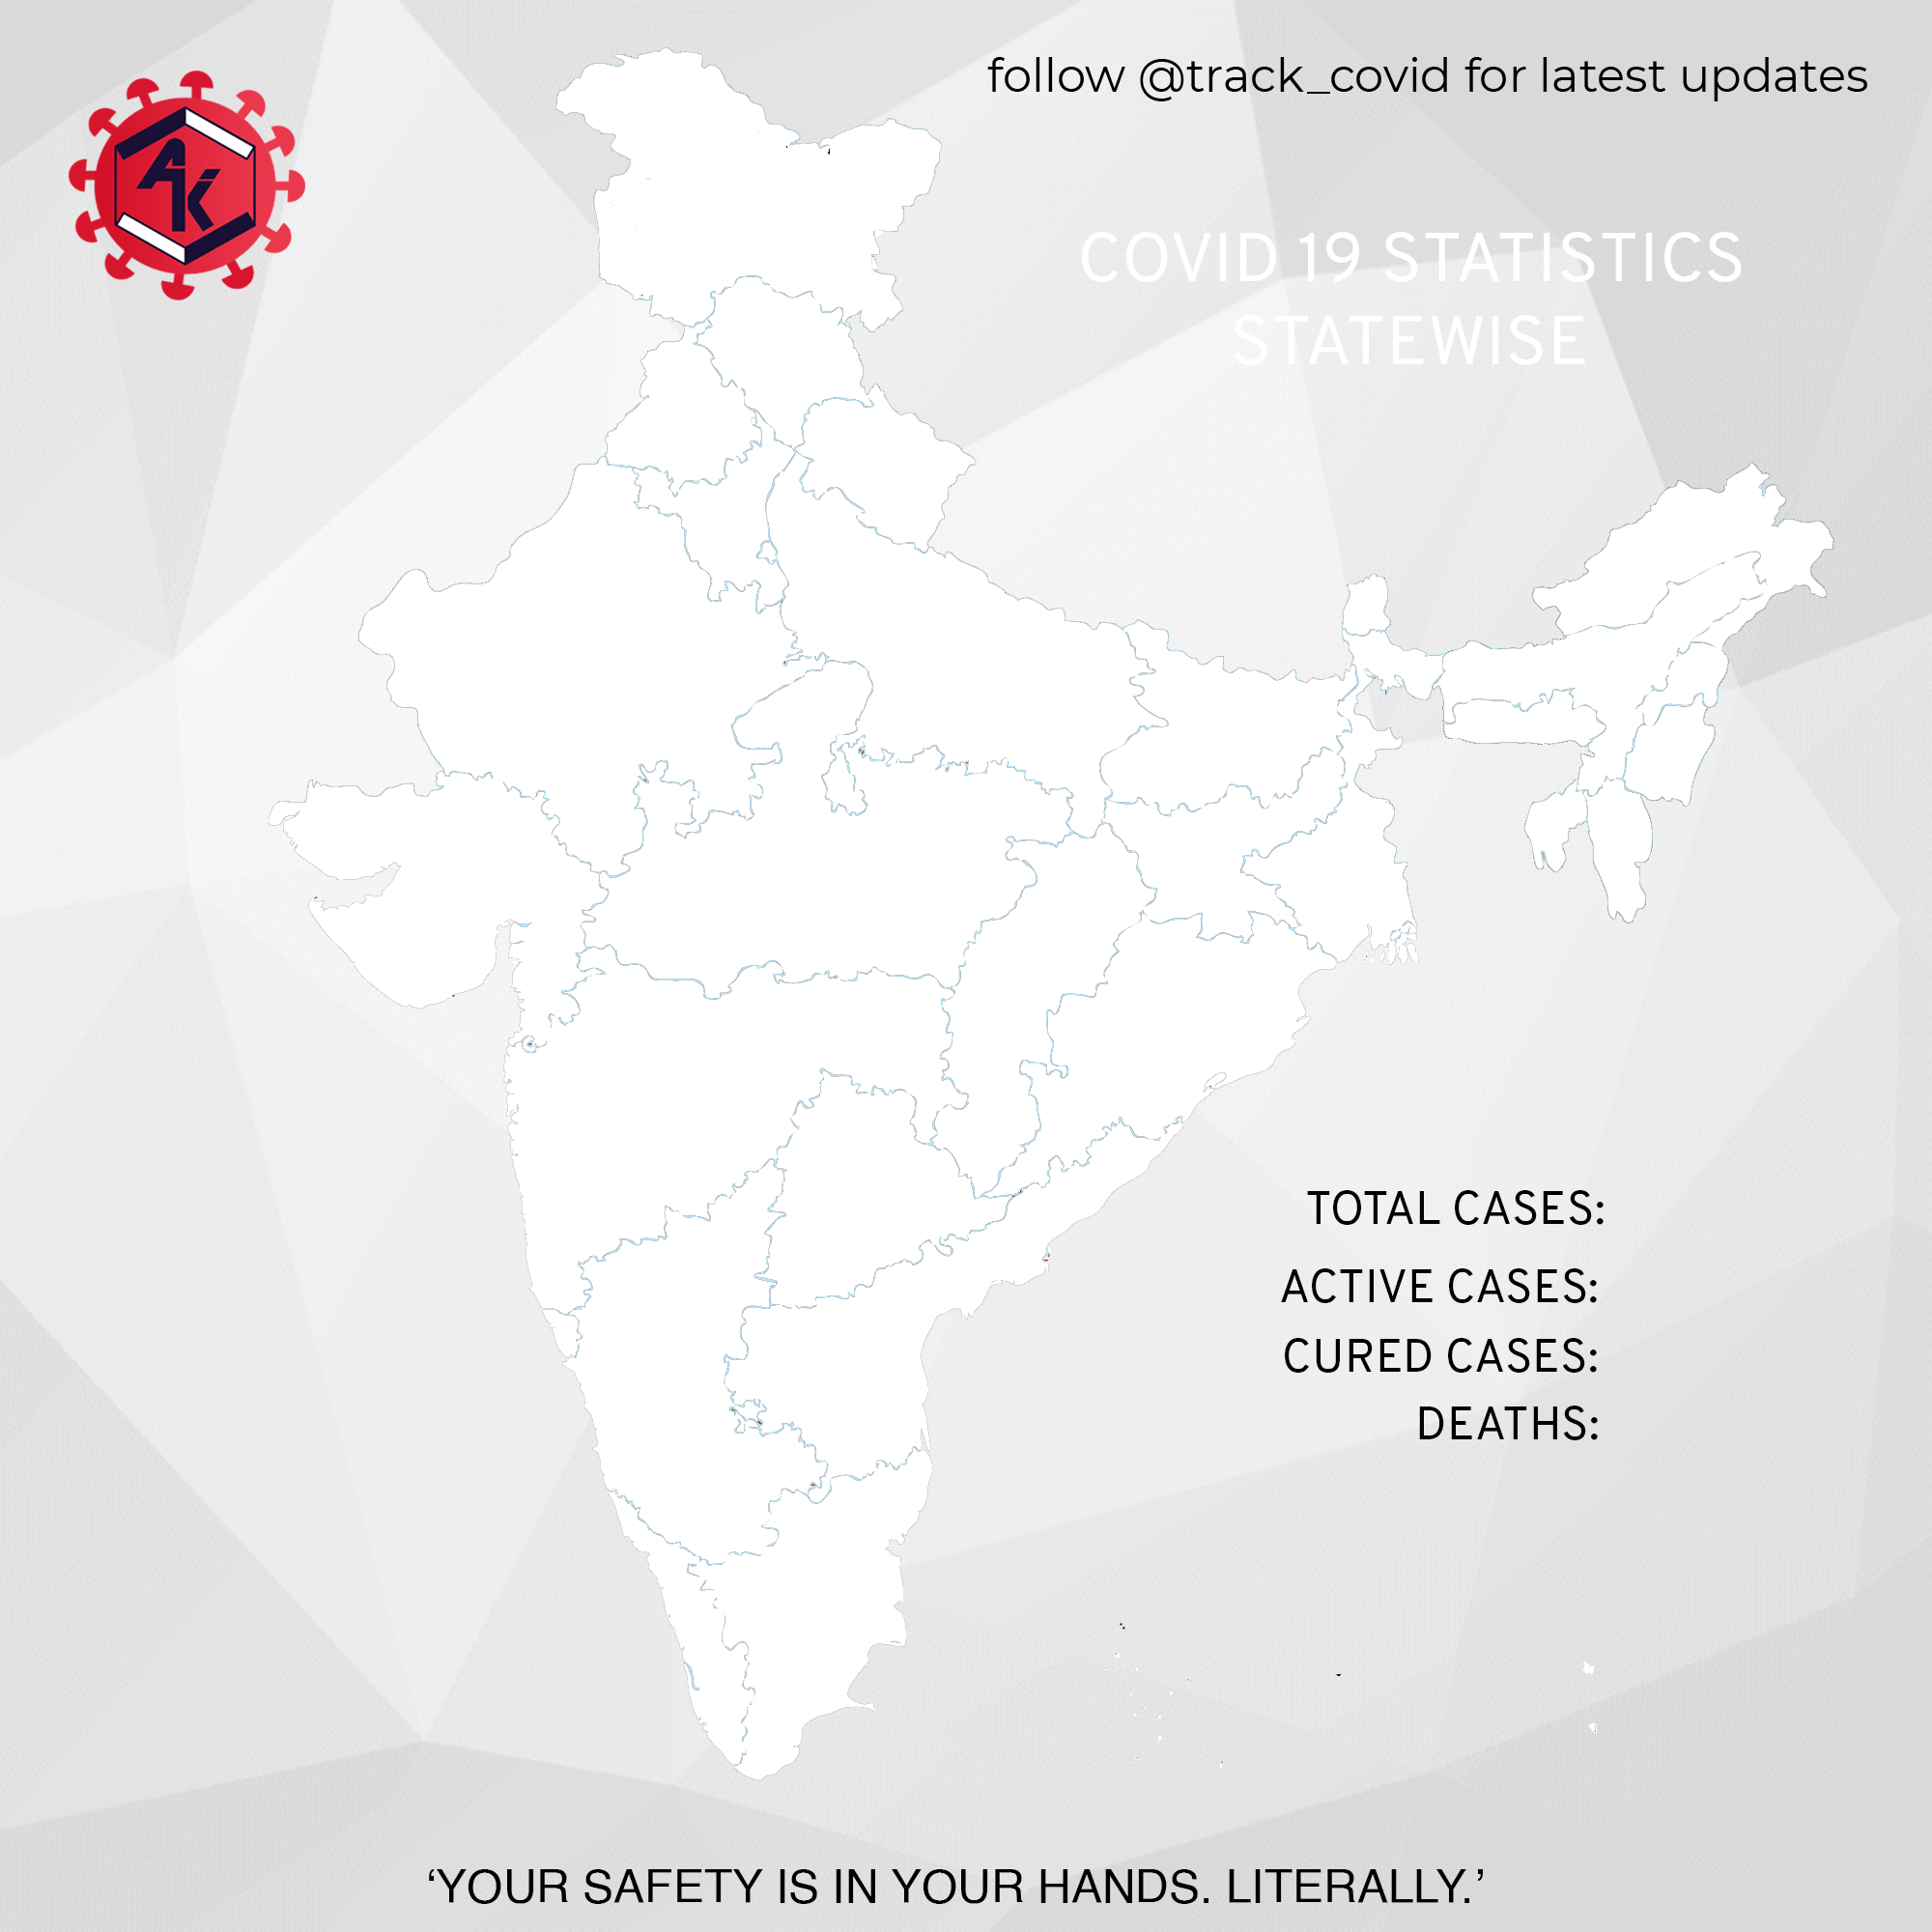 follow @track_covid for latest updates
AK
COVID 19 STATISTICS
STATEWISE
TOTAL CASES:
ACTIVE CASES:
CURED CASES:
DEATHS:
‘YOUR SAFETY IS IN YOUR HANDS. LITERALLY.’